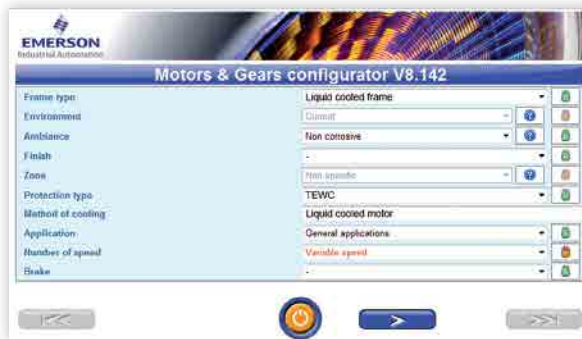 EMERSON
Industrial Automation
Motors & Gears configurator V8.142
Frame type Liquid cooled frame
Environment
Ambiance Non corrosive
Finish -
Zone Non specific
Protection type TEWC
Method of cooling Liquid cooled motor
Application General applications
Number of speed Variable speed
Brake -